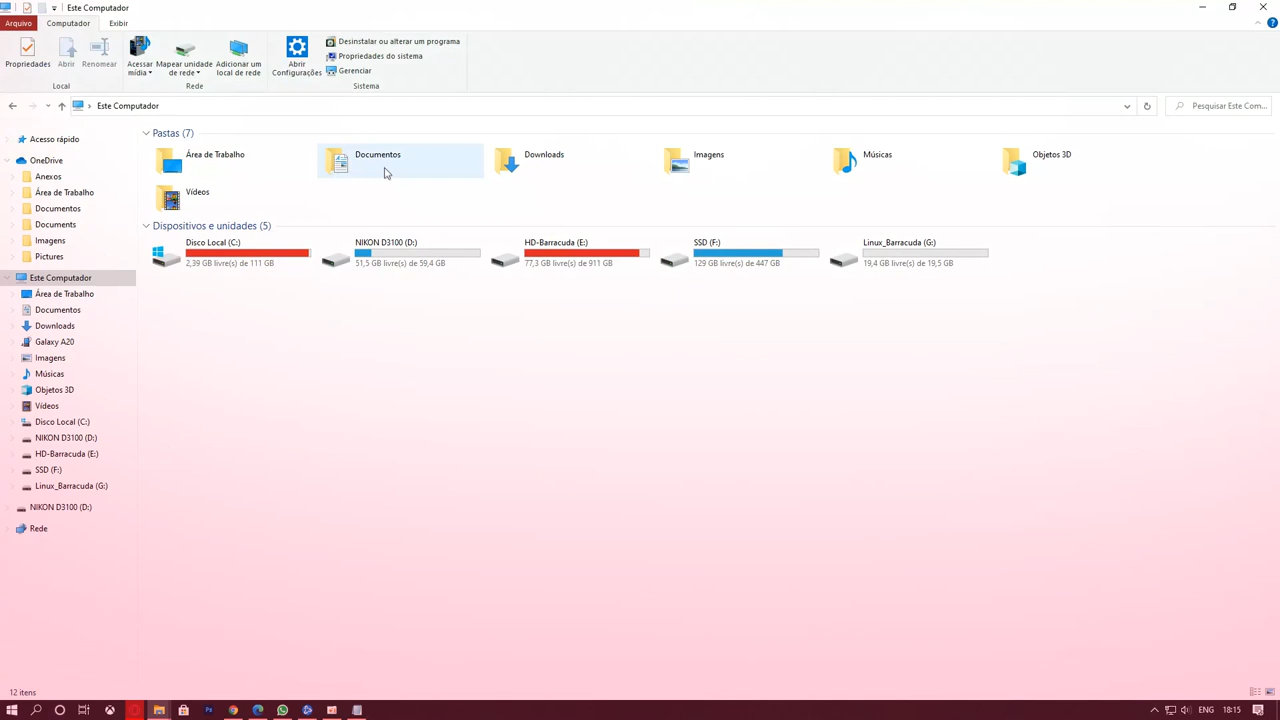 Este Computador
Arquivo Computador Exibir
Propriedades Abrir Renomear
Acessar mídia Mapear unidade de rede Adicionar um local de rede
Abrir Configurações
Desinstalar ou alterar um programa
Propriedades do sistema
Gerenciar
Local Rede Sistema
Este Computador
Pesquisar Este Com...
Acesso rápido
OneDrive
Anexos
Área de Trabalho
Documentos
Documents
Imagens
Pictures
Este Computador
Área de Trabalho
Documentos
Downloads
Galaxy A20
Imagens
Músicas
Objetos 3D
Vídeos
Disco Local (C:)
NIKON D3100 (D:)
HD-Barracuda (E:)
SSD (F:)
Linux_Barracuda (G:)
NIKON D3100 (D:)
Rede
Pastas (7)
Área de Trabalho Documentos Downloads Imagens Músicas Objetos 3D
Vídeos
Dispositivos e unidades (5)
Disco Local (C:) NIKON D3100 (D:) HD-Barracuda (E:) SSD (F:) Linux_Barracuda (G:)
2,39 GB livre(s) de 111 GB 51,5 GB livre(s) de 59,4 GB 77,3 GB livre(s) de 911 GB 129 GB livre(s) de 447 GB 19,4 GB livre(s) de 19,5 GB
12 itens
Ps
ENG 18:15